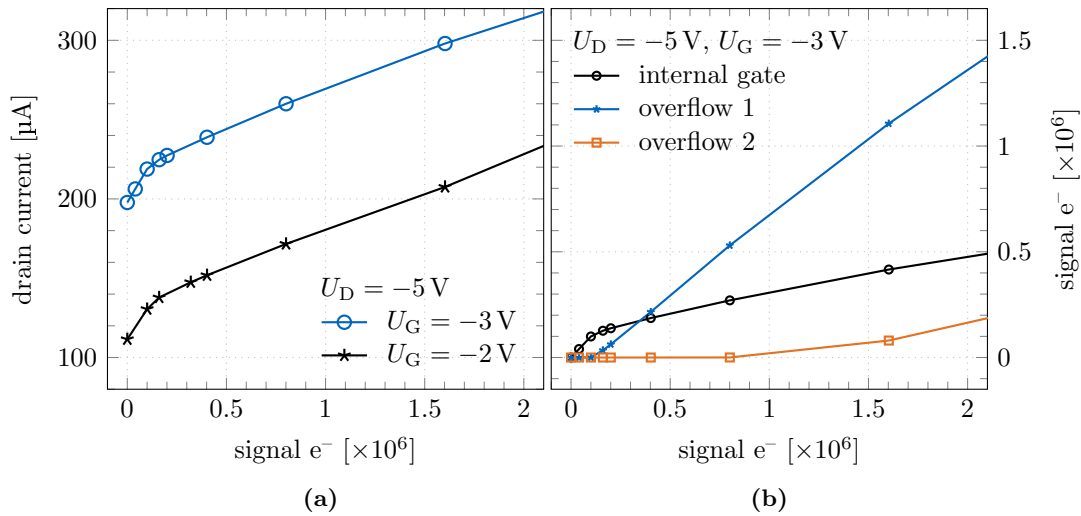 300
200
100
drain current [µA]
0
0.5
1
1.5
2
signal e⁻ [×10⁶]
U_D = −5 V
U_G = −3 V
U_G = −2 V
(a)
U_D = −5 V, U_G = −3 V
internal gate
overflow 1
overflow 2
1.5
1
0.5
0
signal e⁻ [×10⁶]
0
0.5
1
1.5
2
signal e⁻ [×10⁶]
(b)